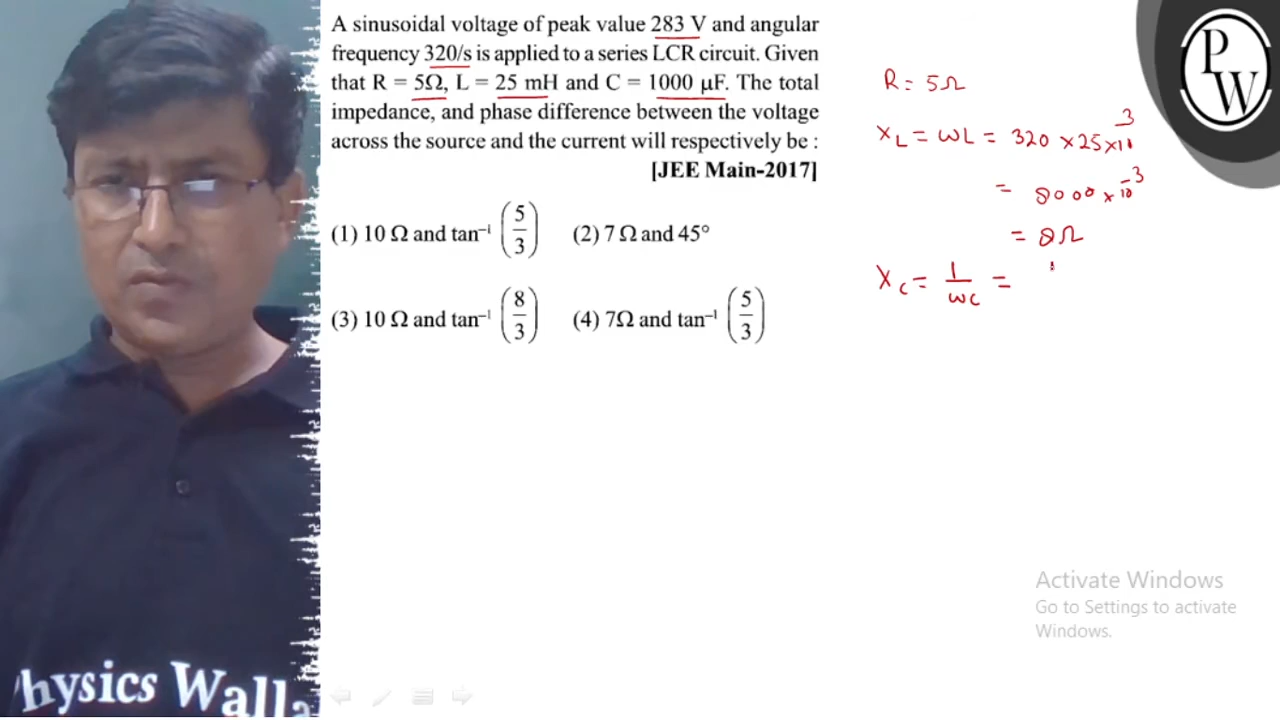 A sinusoidal voltage of peak value 283 V and angular
frequency 320/s is applied to a series LCR circuit. Given
that R = 5Ω, L = 25 mH and C = 1000 μF. The total
impedance, and phase difference between the voltage
across the source and the current will respectively be :
[JEE Main-2017]
(1) 10 Ω and tan⁻¹ (5/3) (2) 7 Ω and 45°
(3) 10 Ω and tan⁻¹ (8/3) (4) 7Ω and tan⁻¹ (5/3)
R = 5Ω
X_L = ωL = 320 × 25 × 10⁻³
= 8000 × 10⁻³
= 8Ω
X_C = 1/ωC =
PW
Activate Windows
Go to Settings to activate
Windows.
hysics Walla